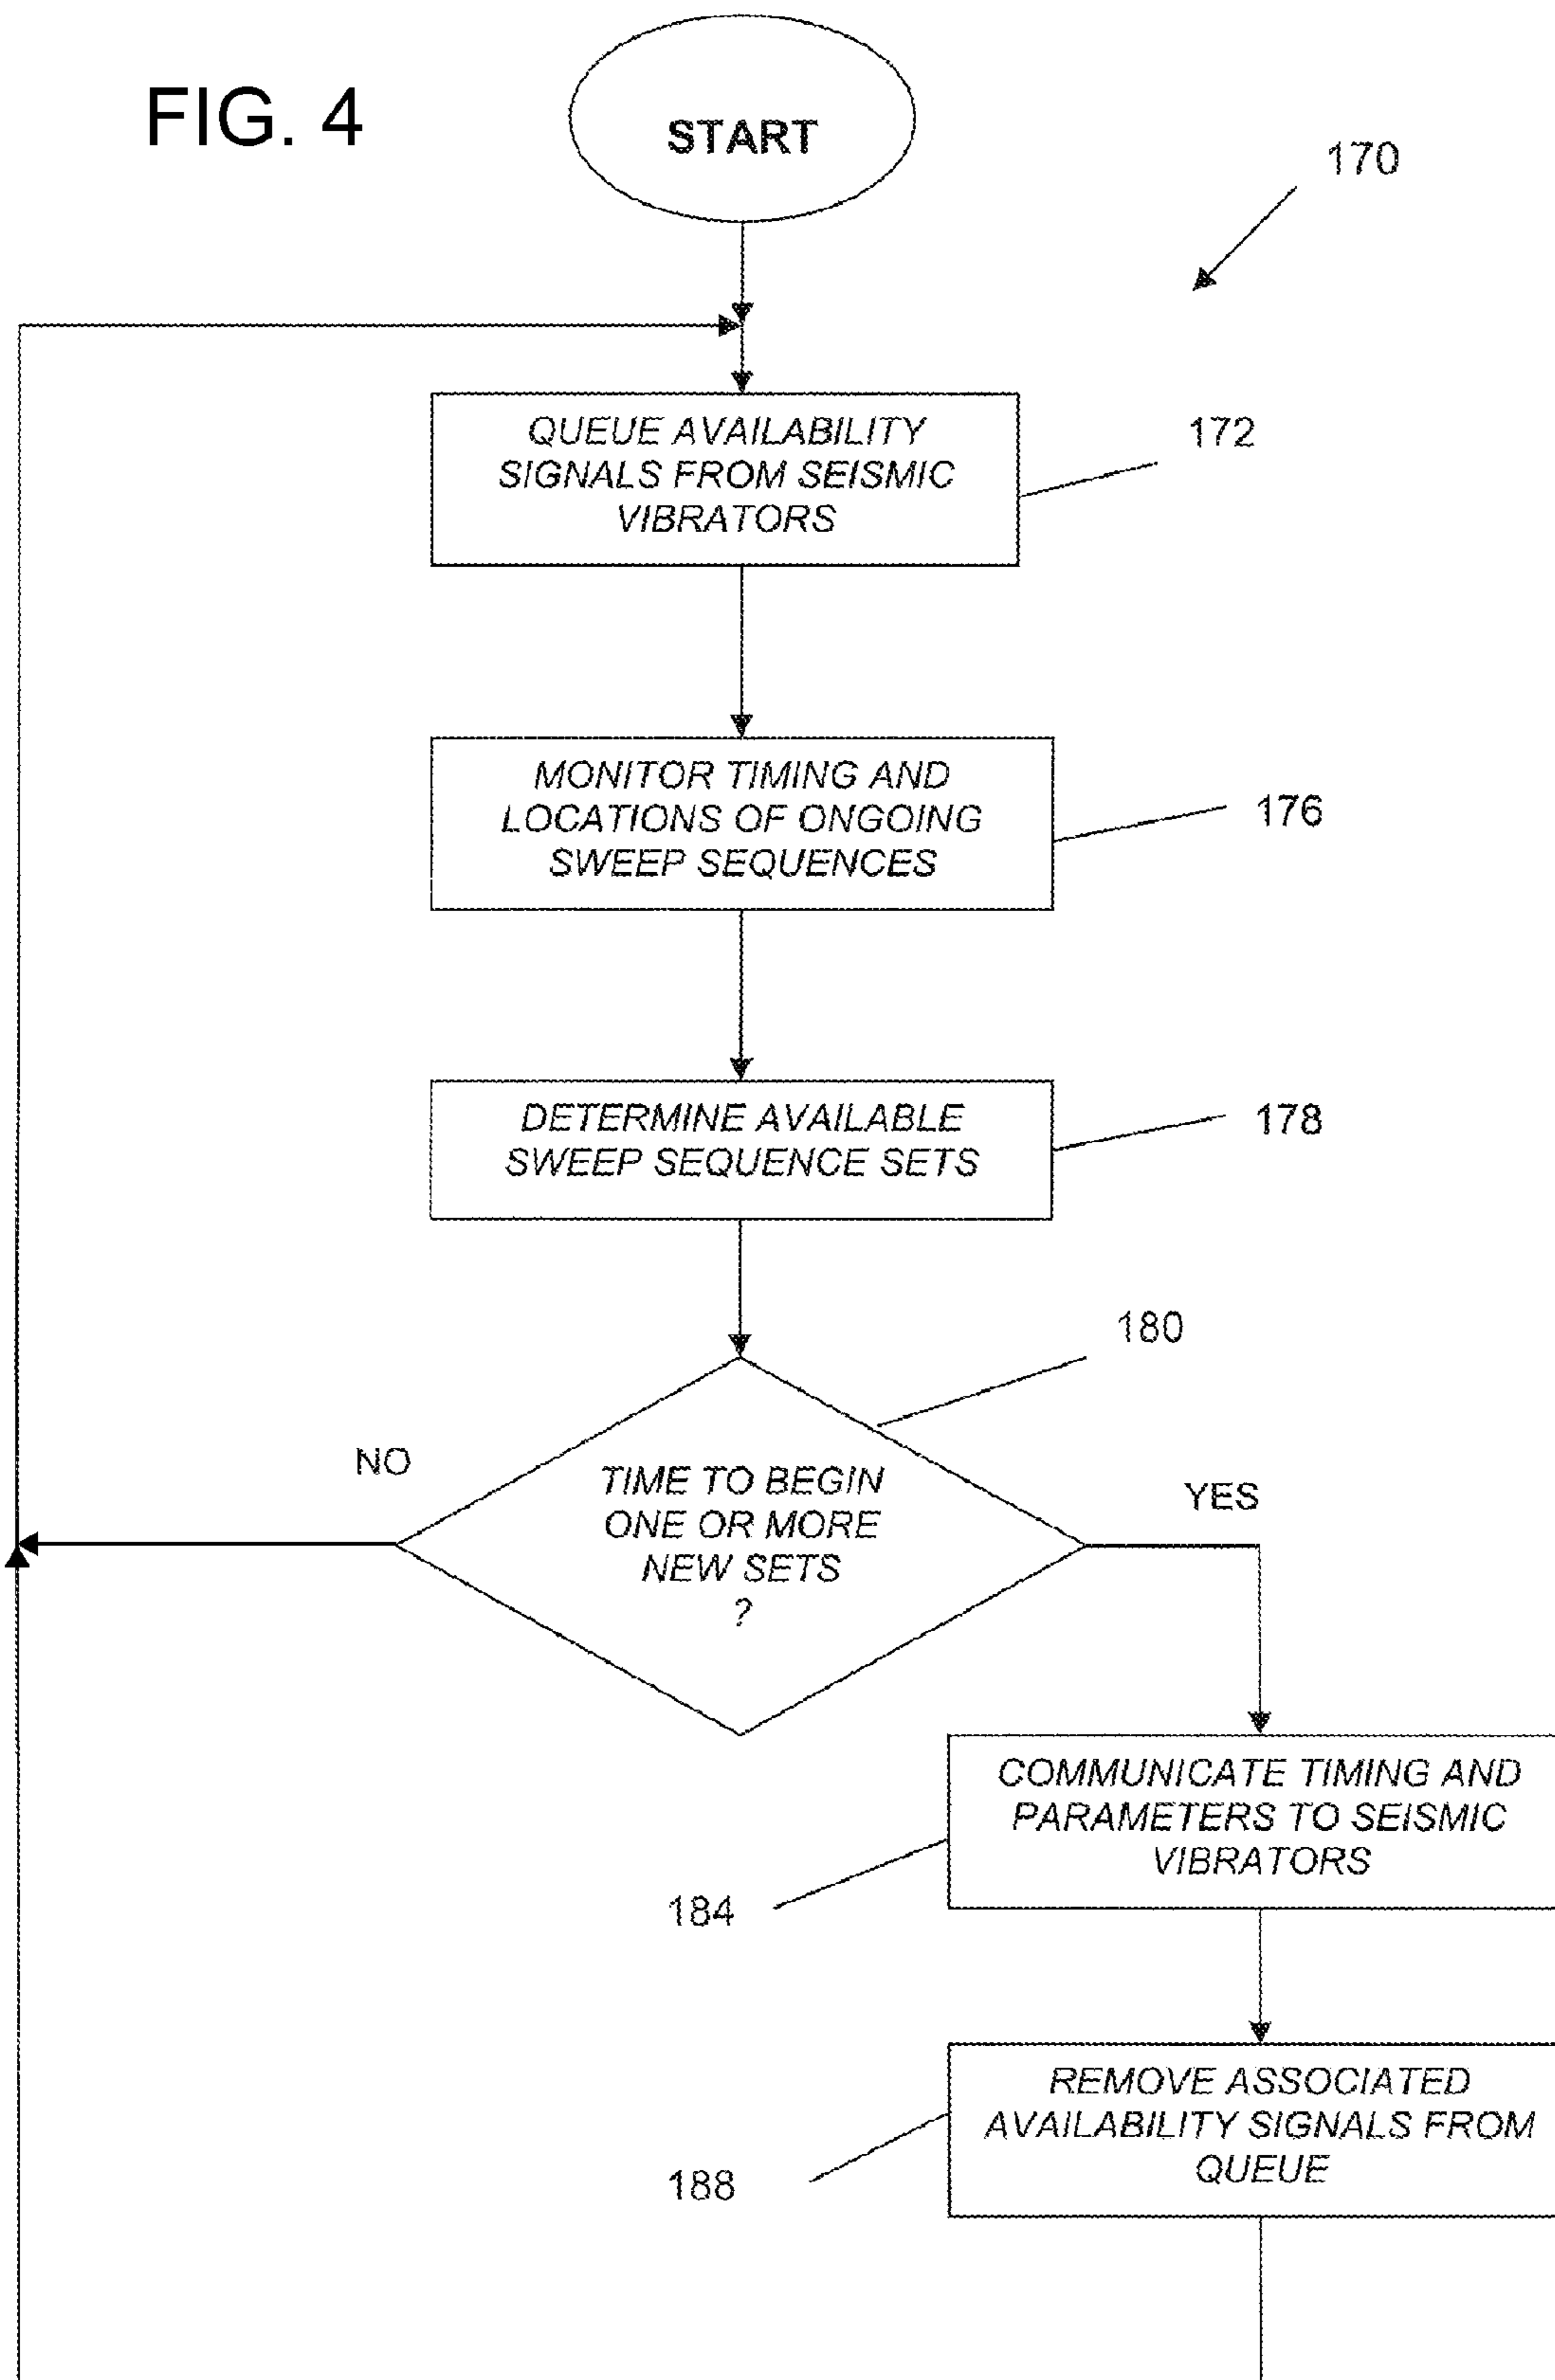 FIG. 4
START
170
QUEUE AVAILABILITY
SIGNALS FROM SEISMIC
VIBRATORS
172
MONITOR TIMING AND
LOCATIONS OF ONGOING
SWEEP SEQUENCES
176
DETERMINE AVAILABLE
SWEEP SEQUENCE SETS
178
180
NO
TIME TO BEGIN
ONE OR MORE
NEW SETS
?
YES
COMMUNICATE TIMING AND
PARAMETERS TO SEISMIC
VIBRATORS
184
REMOVE ASSOCIATED
AVAILABILITY SIGNALS FROM
QUEUE
188